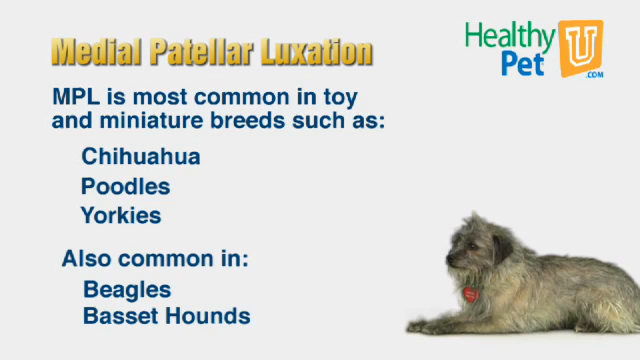 Medial Patellar Luxation
Healthy
Pet U
.COM
MPL is most common in toy
and miniature breeds such as:
Chihuahua
Poodles
Yorkies
Also common in:
Beagles
Basset Hounds